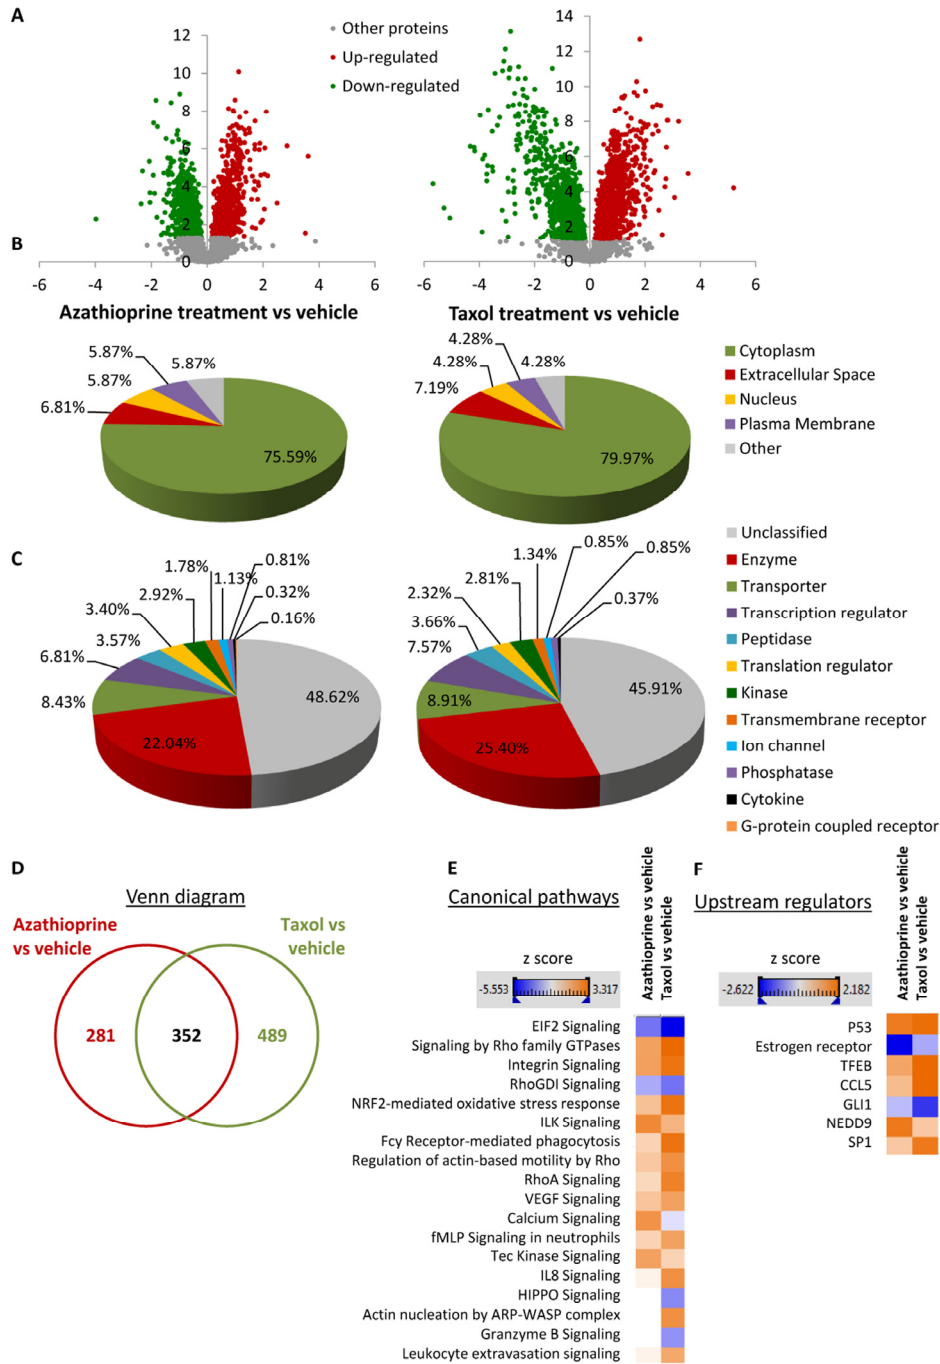 A
12
10
8
6
4
2
0
-6
-4
-2
0
2
4
6
Azathioprine treatment vs vehicle
Other proteins
Up-regulated
Down-regulated
14
12
10
8
6
4
2
0
-6
-4
-2
0
2
4
6
Taxol treatment vs vehicle
B
5.87%
5.87%
5.87%
6.81%
75.59%
4.28%
4.28%
4.28%
7.19%
79.97%
Cytoplasm
Extracellular Space
Nucleus
Plasma Membrane
Other
C
0.81%
1.78%
1.13%
2.92%
0.32%
3.40%
0.16%
3.57%
6.81%
8.43%
48.62%
22.04%
0.85%
1.34%
0.85%
2.81%
2.32%
0.37%
3.66%
7.57%
8.91%
45.91%
25.40%
Unclassified
Enzyme
Transporter
Transcription regulator
Peptidase
Translation regulator
Kinase
Transmembrane receptor
Ion channel
Phosphatase
Cytokine
G-protein coupled receptor
D
Venn diagram
Azathioprine
vs vehicle
Taxol vs
vehicle
281
352
489
E
Canonical pathways
Azathioprine vs vehicle
Taxol vs vehicle
z score
-5.553
3.317
EIF2 Signaling
Signaling by Rho family GTPases
Integrin Signaling
RhoGDI Signaling
NRF2-mediated oxidative stress response
ILK Signaling
Fcy Receptor-mediated phagocytosis
Regulation of actin-based motility by Rho
RhoA Signaling
VEGF Signaling
Calcium Signaling
fMLP Signaling in neutrophils
Tec Kinase Signaling
IL8 Signaling
HIPPO Signaling
Actin nucleation by ARP-WASP complex
Granzyme B Signaling
Leukocyte extravasation signaling
F
Upstream regulators
Azathioprine vs vehicle
Taxol vs vehicle
z score
-2.622
2.182
P53
Estrogen receptor
TFEB
CCL5
GLI1
NEDD9
SP1